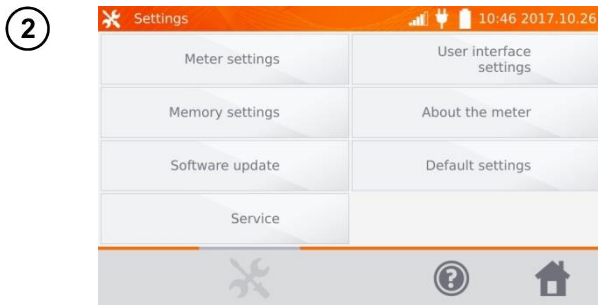 2
Settings
10:46 2017.10.26
Meter settings
User interface
settings
Memory settings
About the meter
Software update
Default settings
Service
?